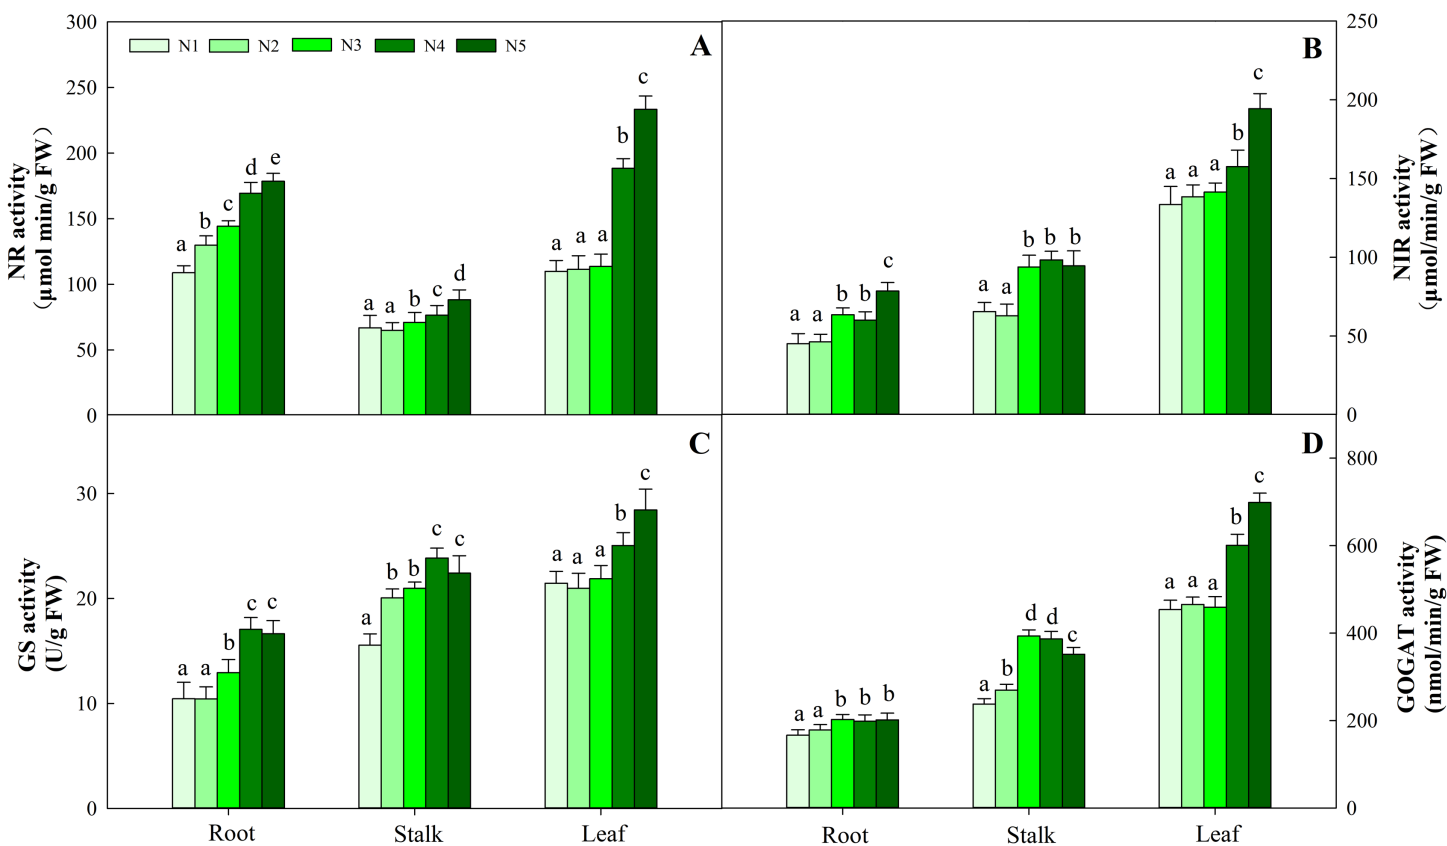 300
250
200
150
100
50
0
NR activity
（μmol min/g FW）
N1 N2 N3 N4 N5
A
a b c d e
a a b c d
a a a b c
B
a a b b c
a a b b b
a a a b c
250
200
150
100
50
0
NIR activity
（μmol/min/g FW)
30
20
10
0
GS activity
(U/g FW)
C
a a b c c
a b b c c
a a a b c
Root Stalk Leaf
D
a a b b b
a b d d c
a a a b c
Root Stalk Leaf
800
600
400
200
0
GOGAT activity
(nmol/min/g FW)